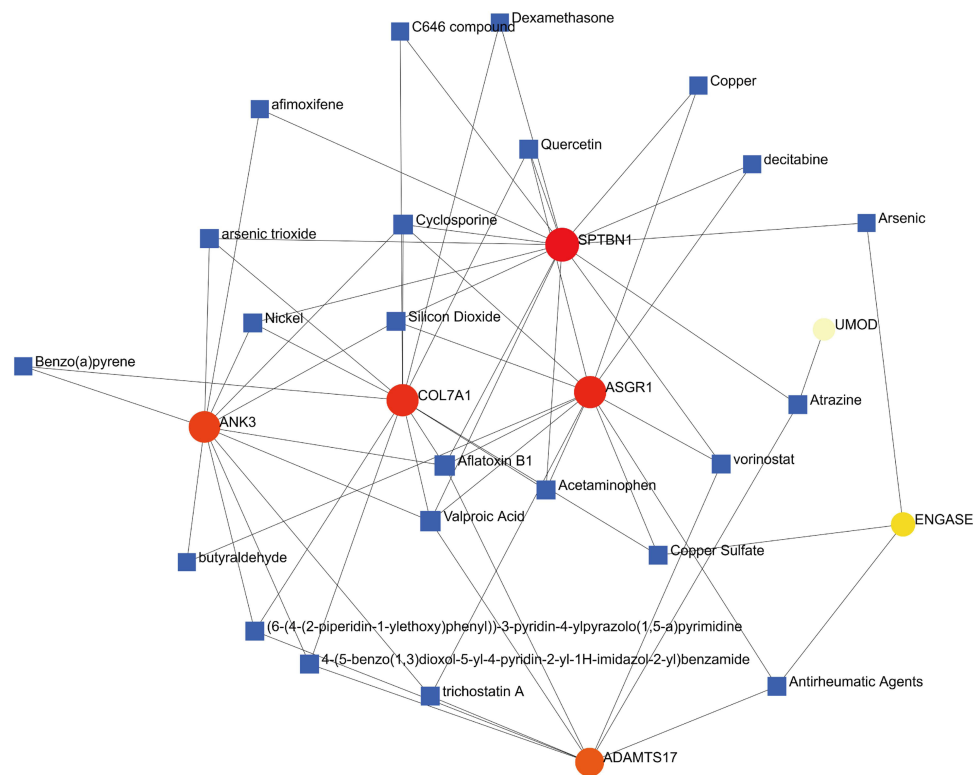 Dexamethasone
C646 compound
Copper
afimoxifene
Quercetin
decitabine
Cyclosporine
Arsenic
arsenic trioxide
SPTBN1
Nickel
Silicon Dioxide
UMOD
Benzo(a)pyrene
COL7A1
ASGR1
Atrazine
ANK3
Aflatoxin B1
vorinostat
Acetaminophen
Valproic Acid
ENGASE
butyraldehyde
Copper Sulfate
(6-(4-(2-piperidin-1-ylethoxy)phenyl))-3-pyridin-4-ylpyrazolo(1,5-a)pyrimidine
4-(5-benzo(1,3)dioxol-5-yl-4-pyridin-2-yl-1H-imidazol-2-yl)benzamide
trichostatin A
Antirheumatic Agents
ADAMTS17